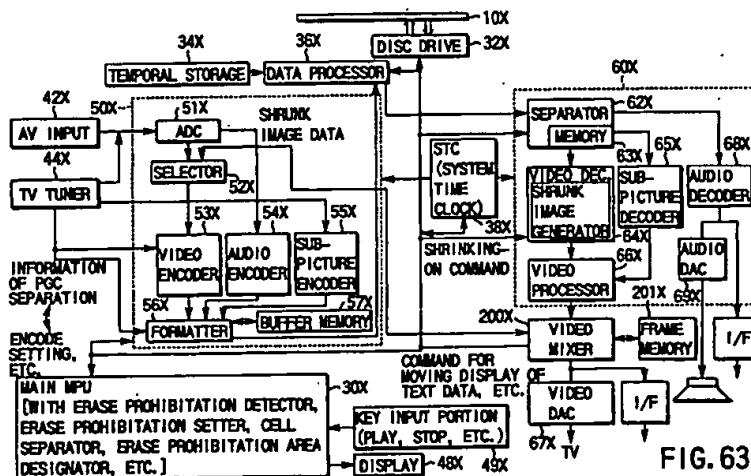 10X
34X
36X
DISC DRIVE
32X
TEMPORAL STORAGE
DATA PROCESSOR
60X
42X
50X
51X
SHRUNK
IMAGE DATA
SEPARATOR
62X
AV INPUT
ADC
MEMORY
65X
68X
44X
SELECTOR
STC
(SYSTEM
TIME
CLOCK)
63X
TV TUNER
52X
VIDEO DEC.
SHRUNK
IMAGE
GENERATOR
SUB-
PICTURE
DECODER
AUDIO
DECODER
53X
54X
55X
38X
64X
VIDEO
ENCODER
AUDIO
ENCODER
SUB-
PICTURE
ENCODER
SHRINKING-
ON COMMAND
66X
AUDIO
DAC
INFORMATION
OF PGC
SEPARATION
VIDEO
PROCESSOR
69X
56X
57X
201X
FORMATTER
BUFFER MEMORY
200X
ENCODE
SETTING,
ETC.
VIDEO
MIXER
FRAME
MEMORY
I/F
MAIN MPU
30X
COMMAND FOR
MOVING DISPLAY OF
TEXT DATA, ETC.
[WITH ERASE PROHIBITATION DETECTOR,
ERASE PROHIBITATION SETTER, CELL
SEPARATOR, ERASE PROHIBITATION AREA
DESIGNATOR, ETC.]
KEY INPUT PORTION
(PLAY, STOP, ETC.)
VIDEO
DAC
I/F
DISPLAY
48X
49X
67X
TV
FIG. 63